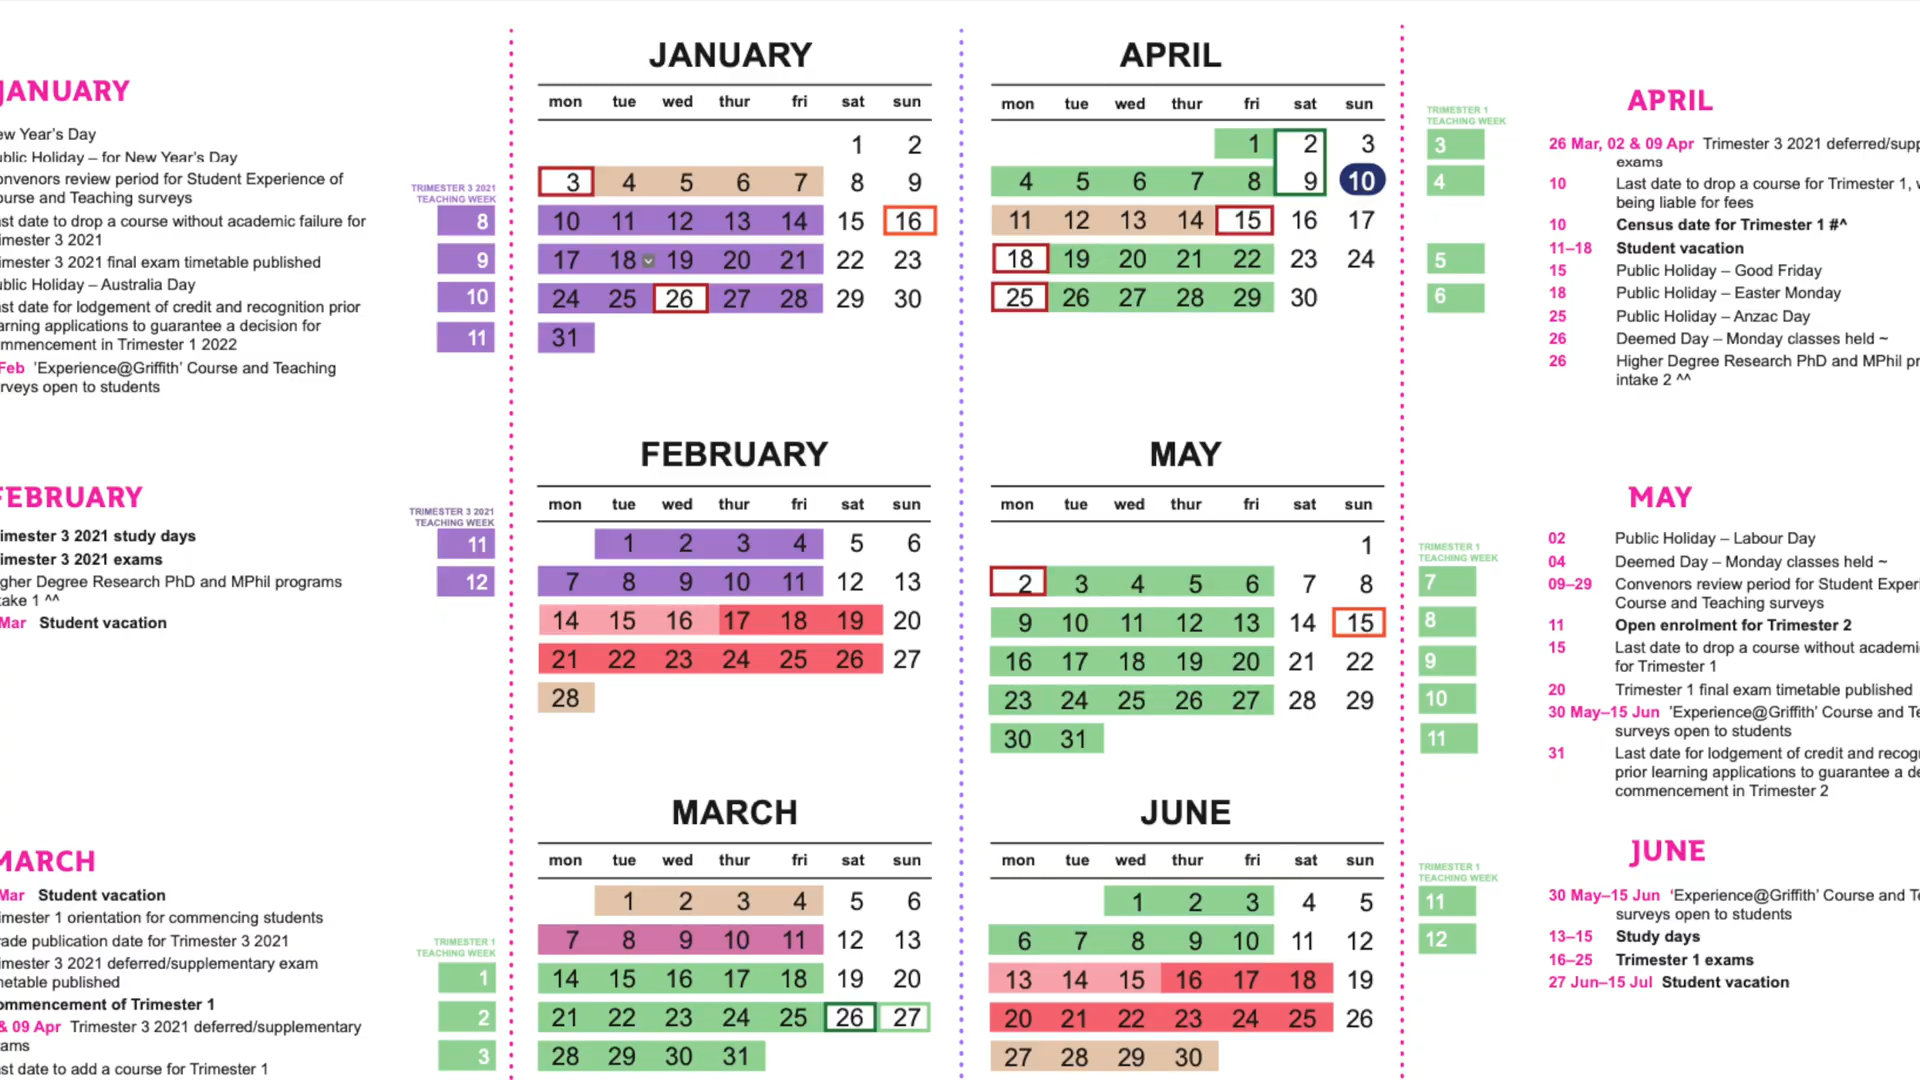 JANUARY
ew Year's Day
ublic Holiday – for New Year's Day
onvenors review period for Student Experience of
ourse and Teaching surveys
st date to drop a course without academic failure for
imester 3 2021
imester 3 2021 final exam timetable published
ublic Holiday – Australia Day
st date for lodgement of credit and recognition prior
arning applications to guarantee a decision for
mmencement in Trimester 1 2022
Feb 'Experience@Griffith' Course and Teaching
rveys open to students
TRIMESTER 3 2021
TEACHING WEEK
8
9
10
11
JANUARY
mon tue wed thur fri sat sun
1 2
3 4 5 6 7 8 9
10 11 12 13 14 15 16
17 18 19 20 21 22 23
24 25 26 27 28 29 30
31
FEBRUARY
imester 3 2021 study days
imester 3 2021 exams
gher Degree Research PhD and MPhil programs
take 1 ^^
Mar Student vacation
TRIMESTER 3 2021
TEACHING WEEK
11
12
FEBRUARY
mon tue wed thur fri sat sun
1 2 3 4 5 6
7 8 9 10 11 12 13
14 15 16 17 18 19 20
21 22 23 24 25 26 27
28
MARCH
Mar Student vacation
imester 1 orientation for commencing students
rade publication date for Trimester 3 2021
imester 3 2021 deferred/supplementary exam
netable published
ommencement of Trimester 1
& 09 Apr Trimester 3 2021 deferred/supplementary
ams
st date to add a course for Trimester 1
TRIMESTER 1
TEACHING WEEK
1
2
3
MARCH
mon tue wed thur fri sat sun
1 2 3 4 5 6
7 8 9 10 11 12 13
14 15 16 17 18 19 20
21 22 23 24 25 26 27
28 29 30 31
APRIL
mon tue wed thur fri sat sun
1 2 3
4 5 6 7 8 9 10
11 12 13 14 15 16 17
18 19 20 21 22 23 24
25 26 27 28 29 30
TRIMESTER 1
TEACHING WEEK
3
4
5
6
APRIL
26 Mar, 02 & 09 Apr Trimester 3 2021 deferred/supp
exams
10 Last date to drop a course for Trimester 1, w
being liable for fees
10 Census date for Trimester 1 #^
11–18 Student vacation
15 Public Holiday – Good Friday
18 Public Holiday – Easter Monday
25 Public Holiday – Anzac Day
26 Deemed Day – Monday classes held ~
26 Higher Degree Research PhD and MPhil pr
intake 2 ^^
MAY
mon tue wed thur fri sat sun
1
2 3 4 5 6 7 8
9 10 11 12 13 14 15
16 17 18 19 20 21 22
23 24 25 26 27 28 29
30 31
TRIMESTER 1
TEACHING WEEK
7
8
9
10
11
MAY
02 Public Holiday – Labour Day
04 Deemed Day – Monday classes held ~
09–29 Convenors review period for Student Experi
Course and Teaching surveys
11 Open enrolment for Trimester 2
15 Last date to drop a course without academi
for Trimester 1
20 Trimester 1 final exam timetable published
30 May–15 Jun 'Experience@Griffith' Course and Te
surveys open to students
31 Last date for lodgement of credit and recogn
prior learning applications to guarantee a de
commencement in Trimester 2
JUNE
mon tue wed thur fri sat sun
1 2 3 4 5
6 7 8 9 10 11 12
13 14 15 16 17 18 19
20 21 22 23 24 25 26
27 28 29 30
TRIMESTER 1
TEACHING WEEK
11
12
JUNE
30 May–15 Jun 'Experience@Griffith' Course and Te
surveys open to students
13–15 Study days
16–25 Trimester 1 exams
27 Jun–15 Jul Student vacation